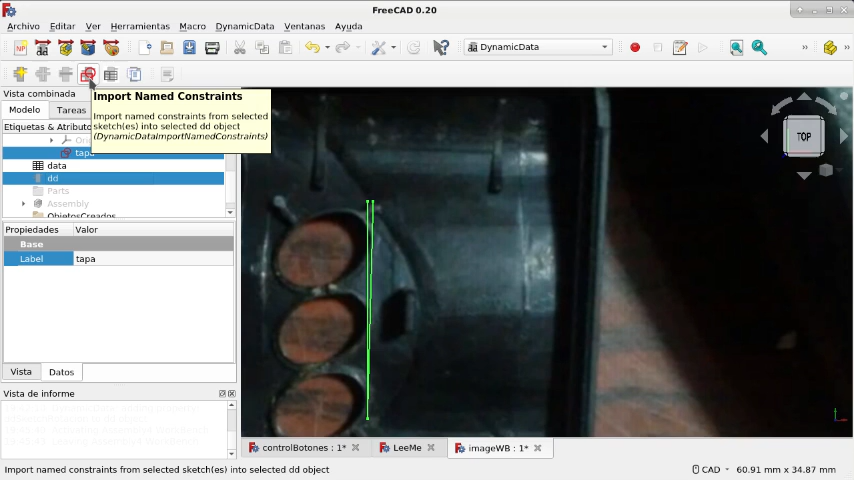 FreeCAD 0.20
Archivo Editar Ver Herramientas Macro DynamicData Ventanas Ayuda
DynamicData
Vista combinada
Import Named Constraints
Modelo Tareas
Import named constraints from selected
sketch(es) into selected dd object
(DynamicDataImportNamedConstraints)
Etiquetas & Atributo
tapa
data
dd
Parts
Assembly
ObjetosCreados
TOP
Propiedades Valor
Base
Label tapa
Vista Datos
Vista de informe
controlBotones : 1*
LeeMe
imageWB : 1*
Import named constraints from selected sketch(es) into selected dd object
CAD
60.91 mm x 34.87 mm